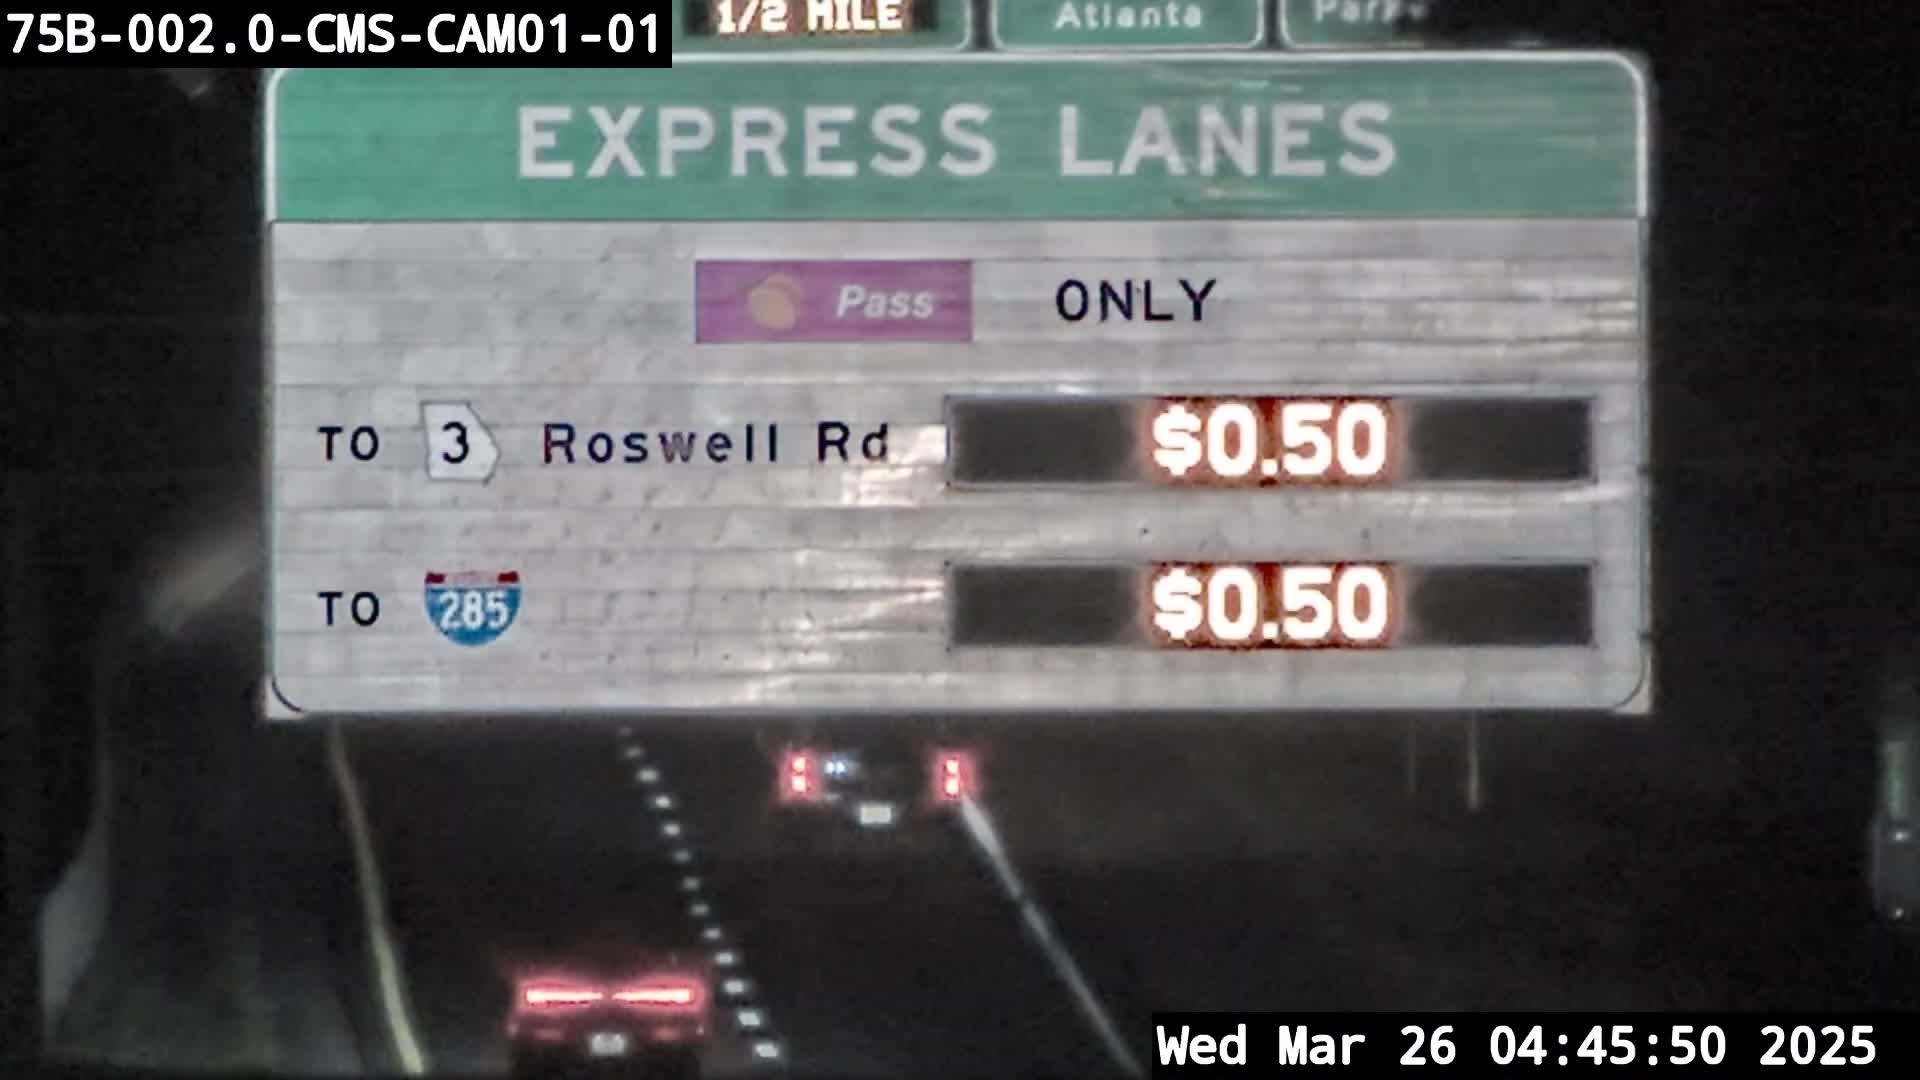 75B-002.0-CMS-CAM01-01
1/2 MILE
Atlanta
EXPRESS LANES
Pass ONLY
TO 3 Roswell Rd $0.50
TO 285 $0.50
Wed Mar 26 04:45:50 2025